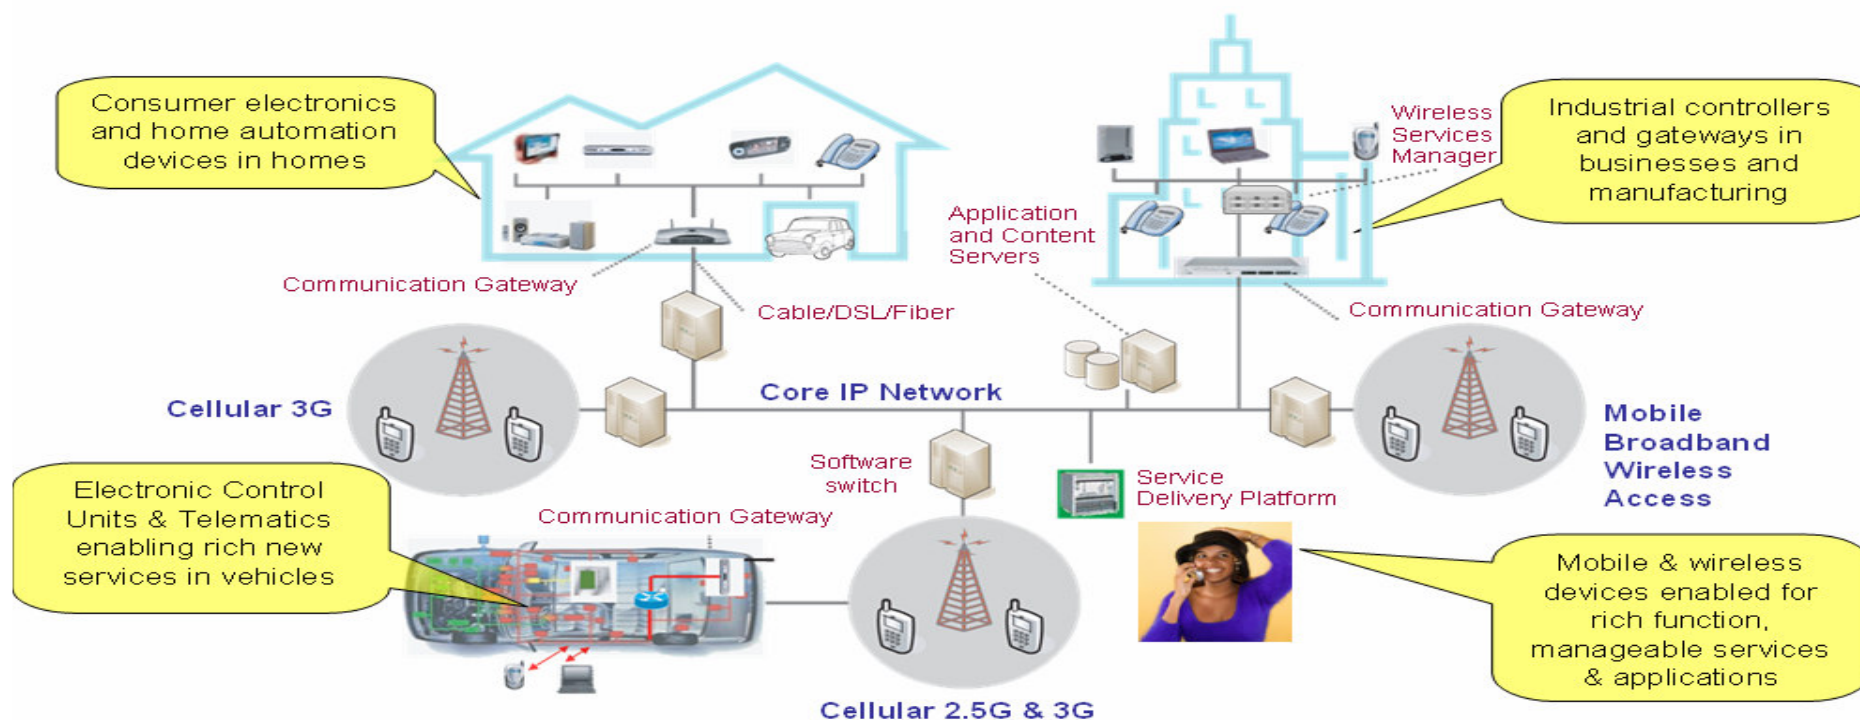 Consumer electronics
and home automation
devices in homes
Wireless
Services
Manager
Industrial controllers
and gateways in
businesses and
manufacturing
Application
and Content
Servers
Communication Gateway
Cable/DSL/Fiber
Communication Gateway
Core IP Network
Cellular 3G
Mobile
Broadband
Wireless
Access
Software
switch
Service
Delivery Platform
Electronic Control
Units & Telematics
enabling rich new
services in vehicles
Communication Gateway
Mobile & wireless
devices enabled for
rich function,
manageable services
& applications
Cellular 2.5G & 3G